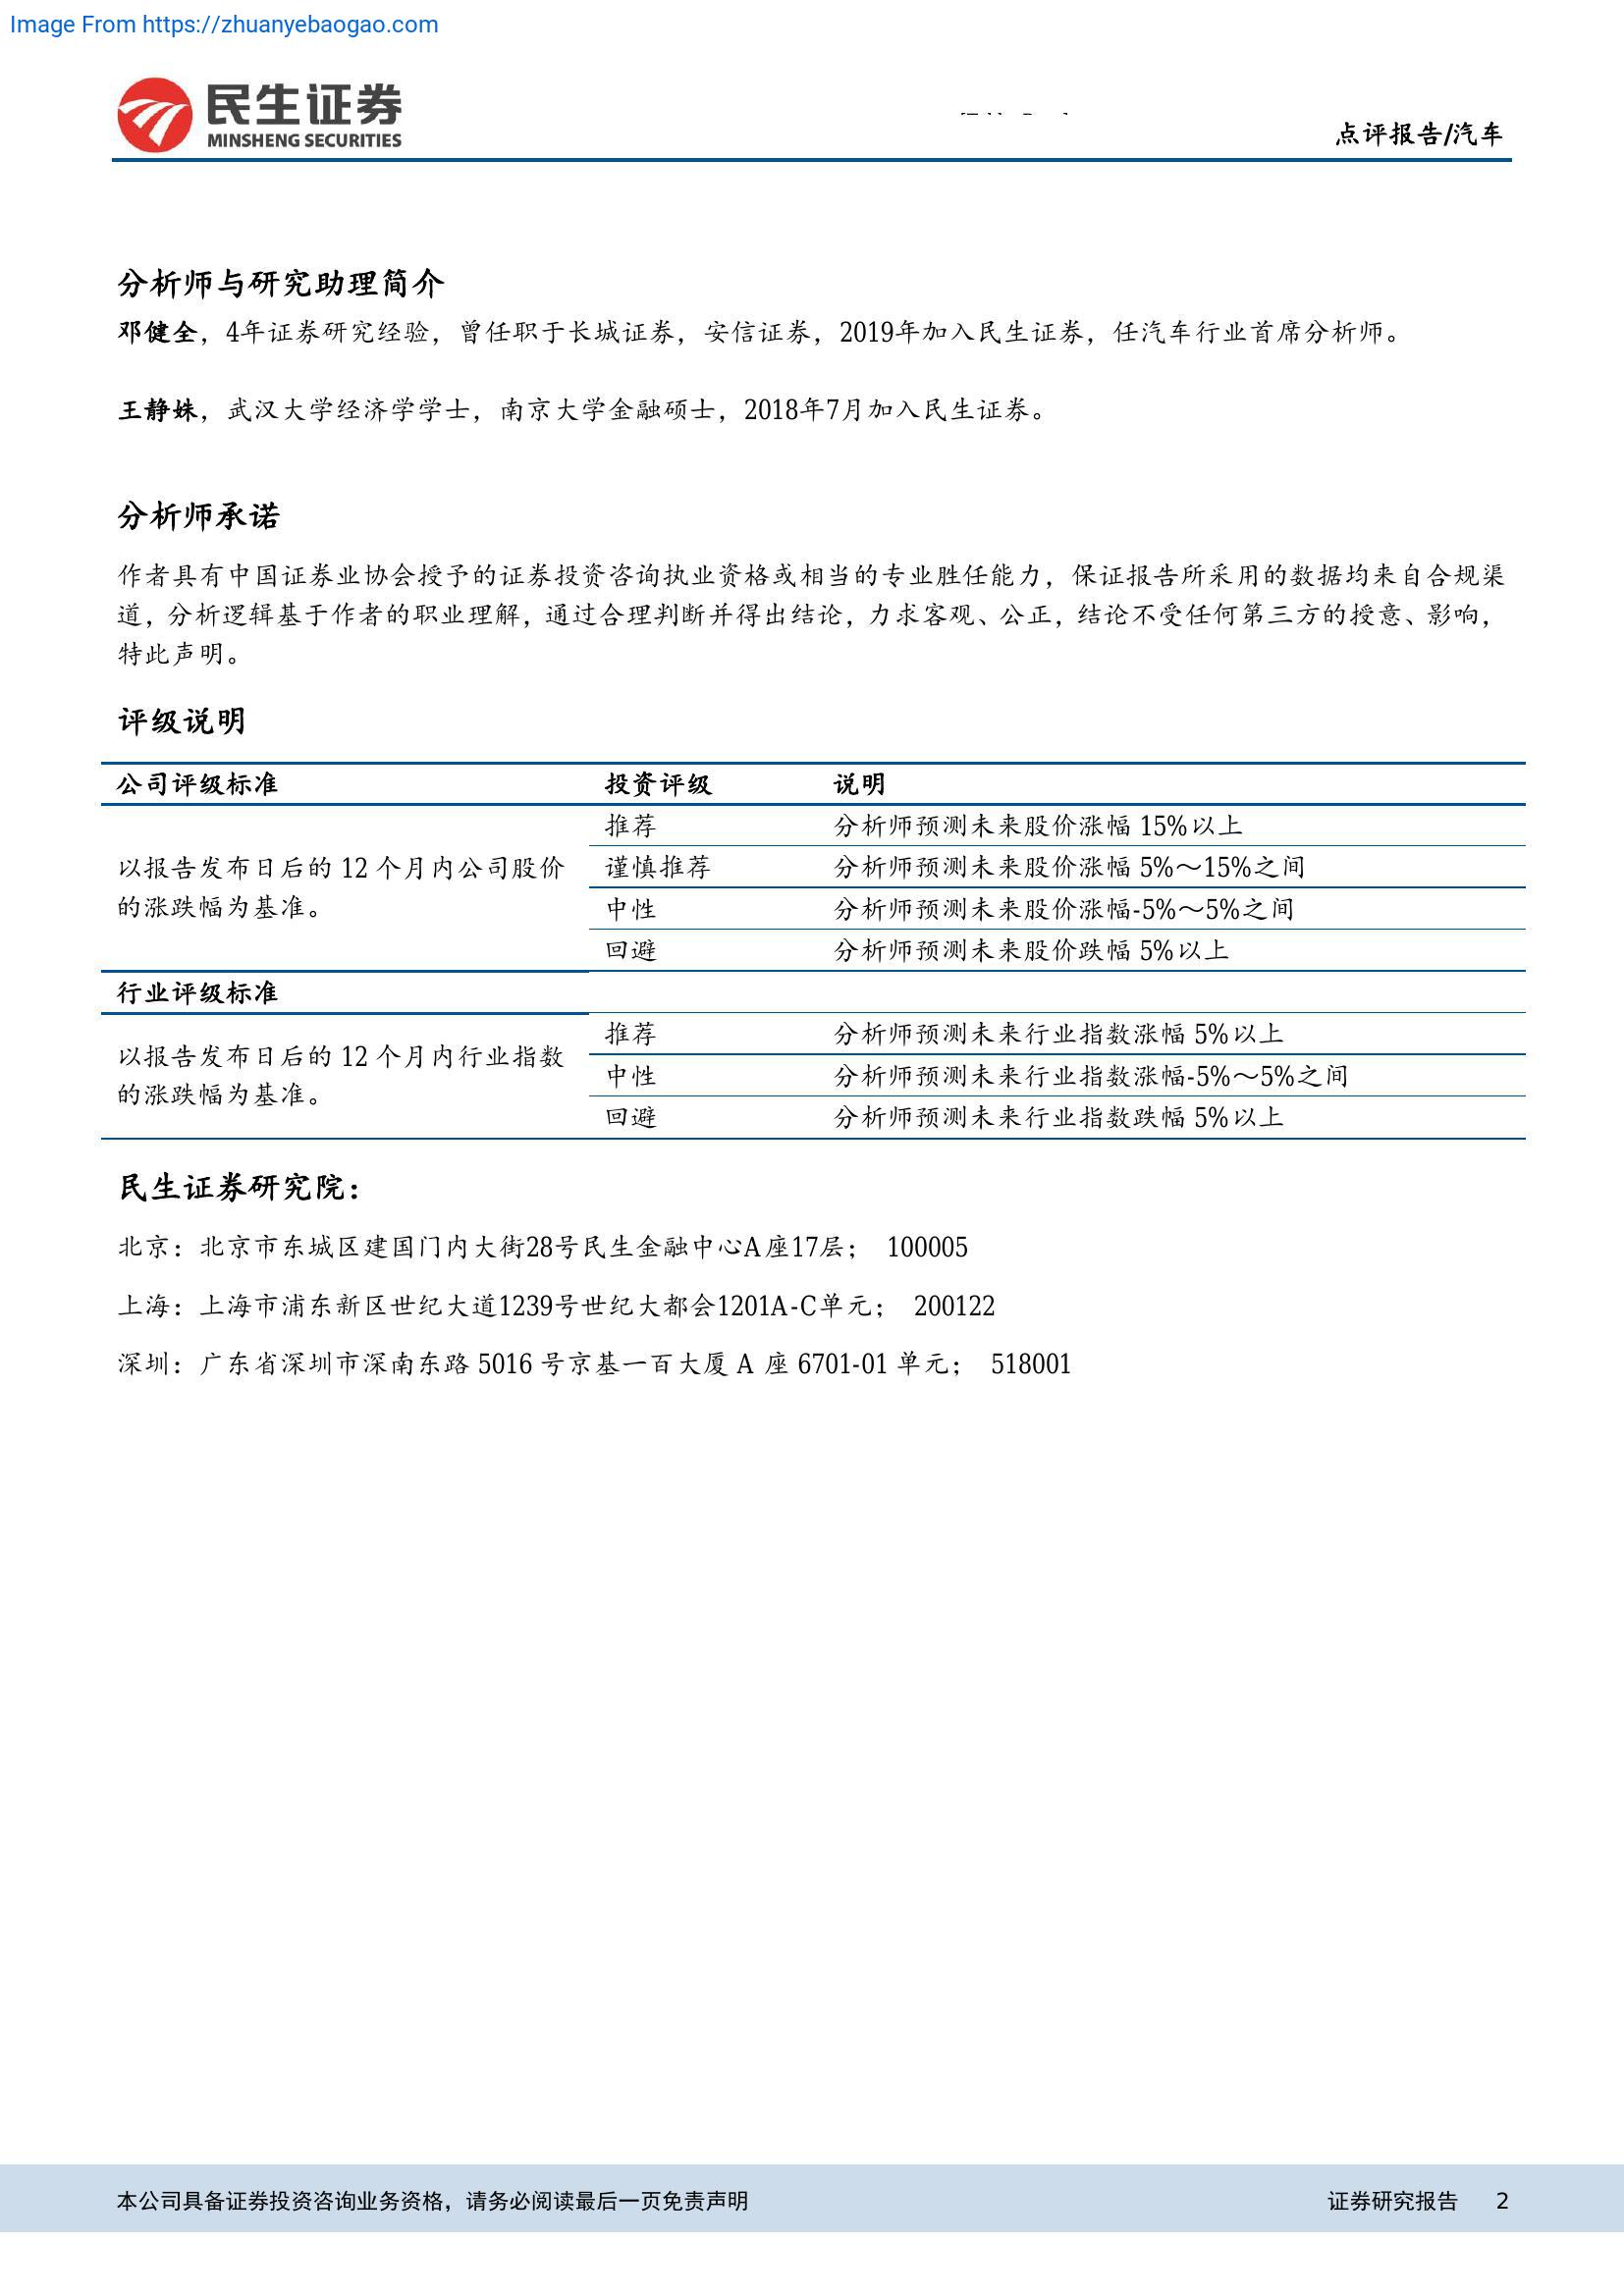 Image From https://zhuanyebaogao.com
民生证券
MINSHENG SECURITIES
点评报告/汽车
分析师与研究助理简介
邓健全，4年证券研究经验，曾任职于长城证券，安信证券，2019年加入民生证券，任汽车行业首席分析师。
王静姝，武汉大学经济学学士，南京大学金融硕士，2018年7月加入民生证券。
分析师承诺
作者具有中国证券业协会授予的证券投资咨询执业资格或相当的专业胜任能力，保证报告所采用的数据均来自合规渠
道，分析逻辑基于作者的职业理解，通过合理判断并得出结论，力求客观、公正，结论不受任何第三方的授意、影响，
特此声明。
评级说明
公司评级标准 投资评级 说明
以报告发布日后的 12 个月内公司股价
的涨跌幅为基准。
推荐 分析师预测未来股价涨幅 15%以上
谨慎推荐 分析师预测未来股价涨幅 5%～15%之间
中性 分析师预测未来股价涨幅-5%～5%之间
回避 分析师预测未来股价跌幅 5%以上
行业评级标准
以报告发布日后的 12 个月内行业指数
的涨跌幅为基准。
推荐 分析师预测未来行业指数涨幅 5%以上
中性 分析师预测未来行业指数涨幅-5%～5%之间
回避 分析师预测未来行业指数跌幅 5%以上
民生证券研究院：
北京：北京市东城区建国门内大街28号民生金融中心A座17层； 100005
上海：上海市浦东新区世纪大道1239号世纪大都会1201A-C单元； 200122
深圳：广东省深圳市深南东路 5016 号京基一百大厦 A 座 6701-01 单元； 518001
本公司具备证券投资咨询业务资格，请务必阅读最后一页免责声明
证券研究报告 2